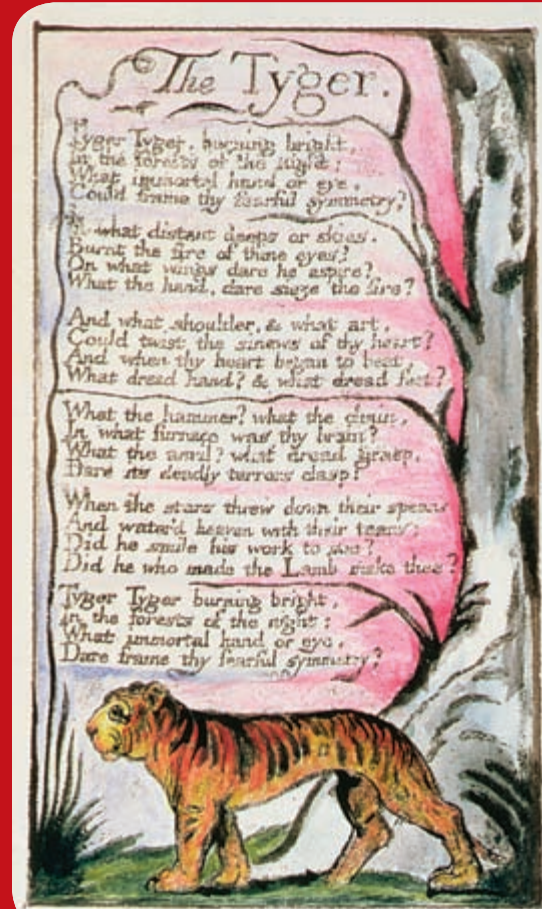 The Tyger.
Tyger Tyger, burning bright,
In the forests of the night;
What immortal hand or eye,
Could frame thy fearful symmetry?
In what distant deeps or skies.
Burnt the fire of thine eyes?
On what wings dare he aspire?
What the hand, dare sieze the fire?
And what shoulder, & what art,
Could twist the sinews of thy heart?
And when thy heart began to beat,
What dread hand? & what dread feet?
What the hammer? what the chain,
In what furnace was thy brain?
What the anvil? what dread grasp,
Dare its deadly terrors clasp?
When the stars threw down their spears
And water'd heaven with their tears:
Did he smile his work to see?
Did he who made the Lamb make thee?
Tyger Tyger burning bright,
In the forests of the night:
What immortal hand or eye,
Dare frame thy fearful symmetry?